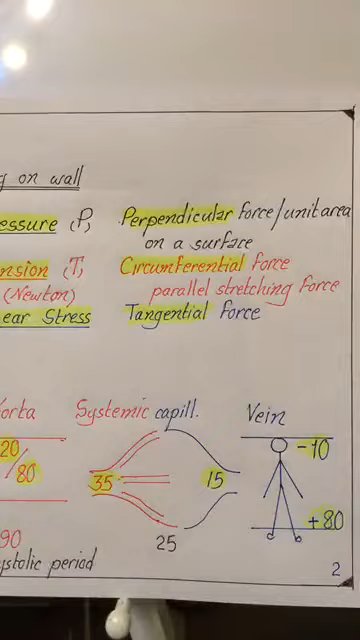 g on wall
essure (P) Perpendicular force/unit area
on a surface
nsion (T) Circumferential force
(Newton) parallel stretching force
ear Stress Tangential force
orta Systemic capill. Vein
20/80
35 15 -10
+80
90 25
ystolic period
2